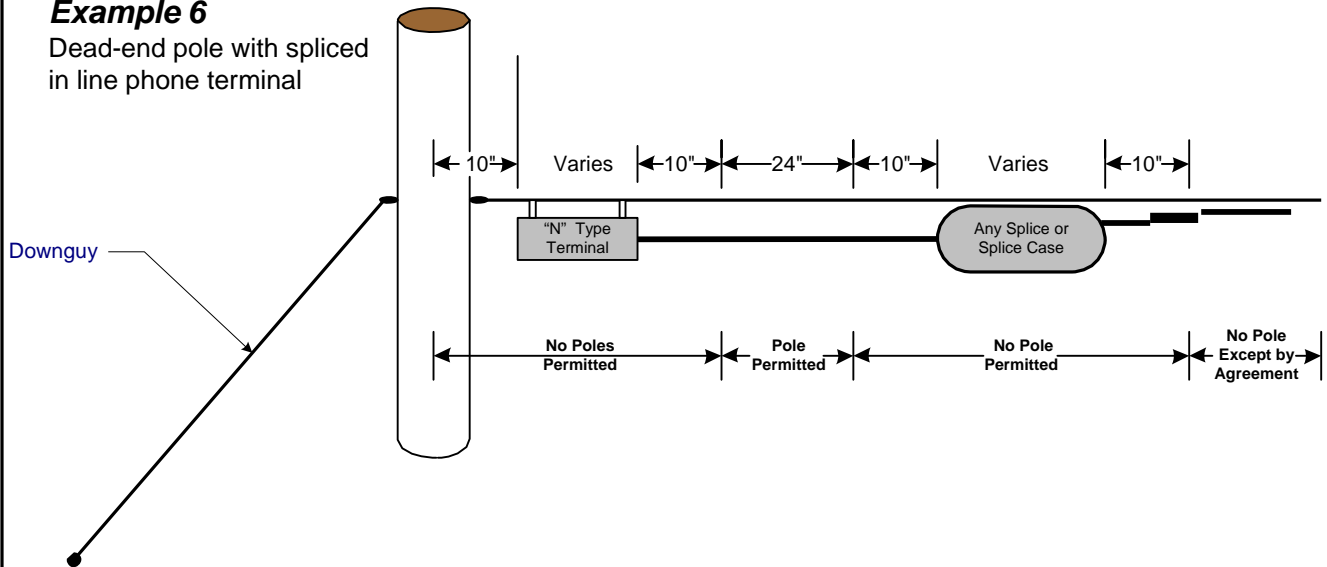 Example 6
Dead-end pole with spliced
in line phone terminal
10"
Varies
10"
24"
10"
Varies
10"
"N" Type
Terminal
Any Splice or
Splice Case
Downguy
No Poles
Permitted
Pole
Permitted
No Pole
Permitted
No Pole
Except by
Agreement